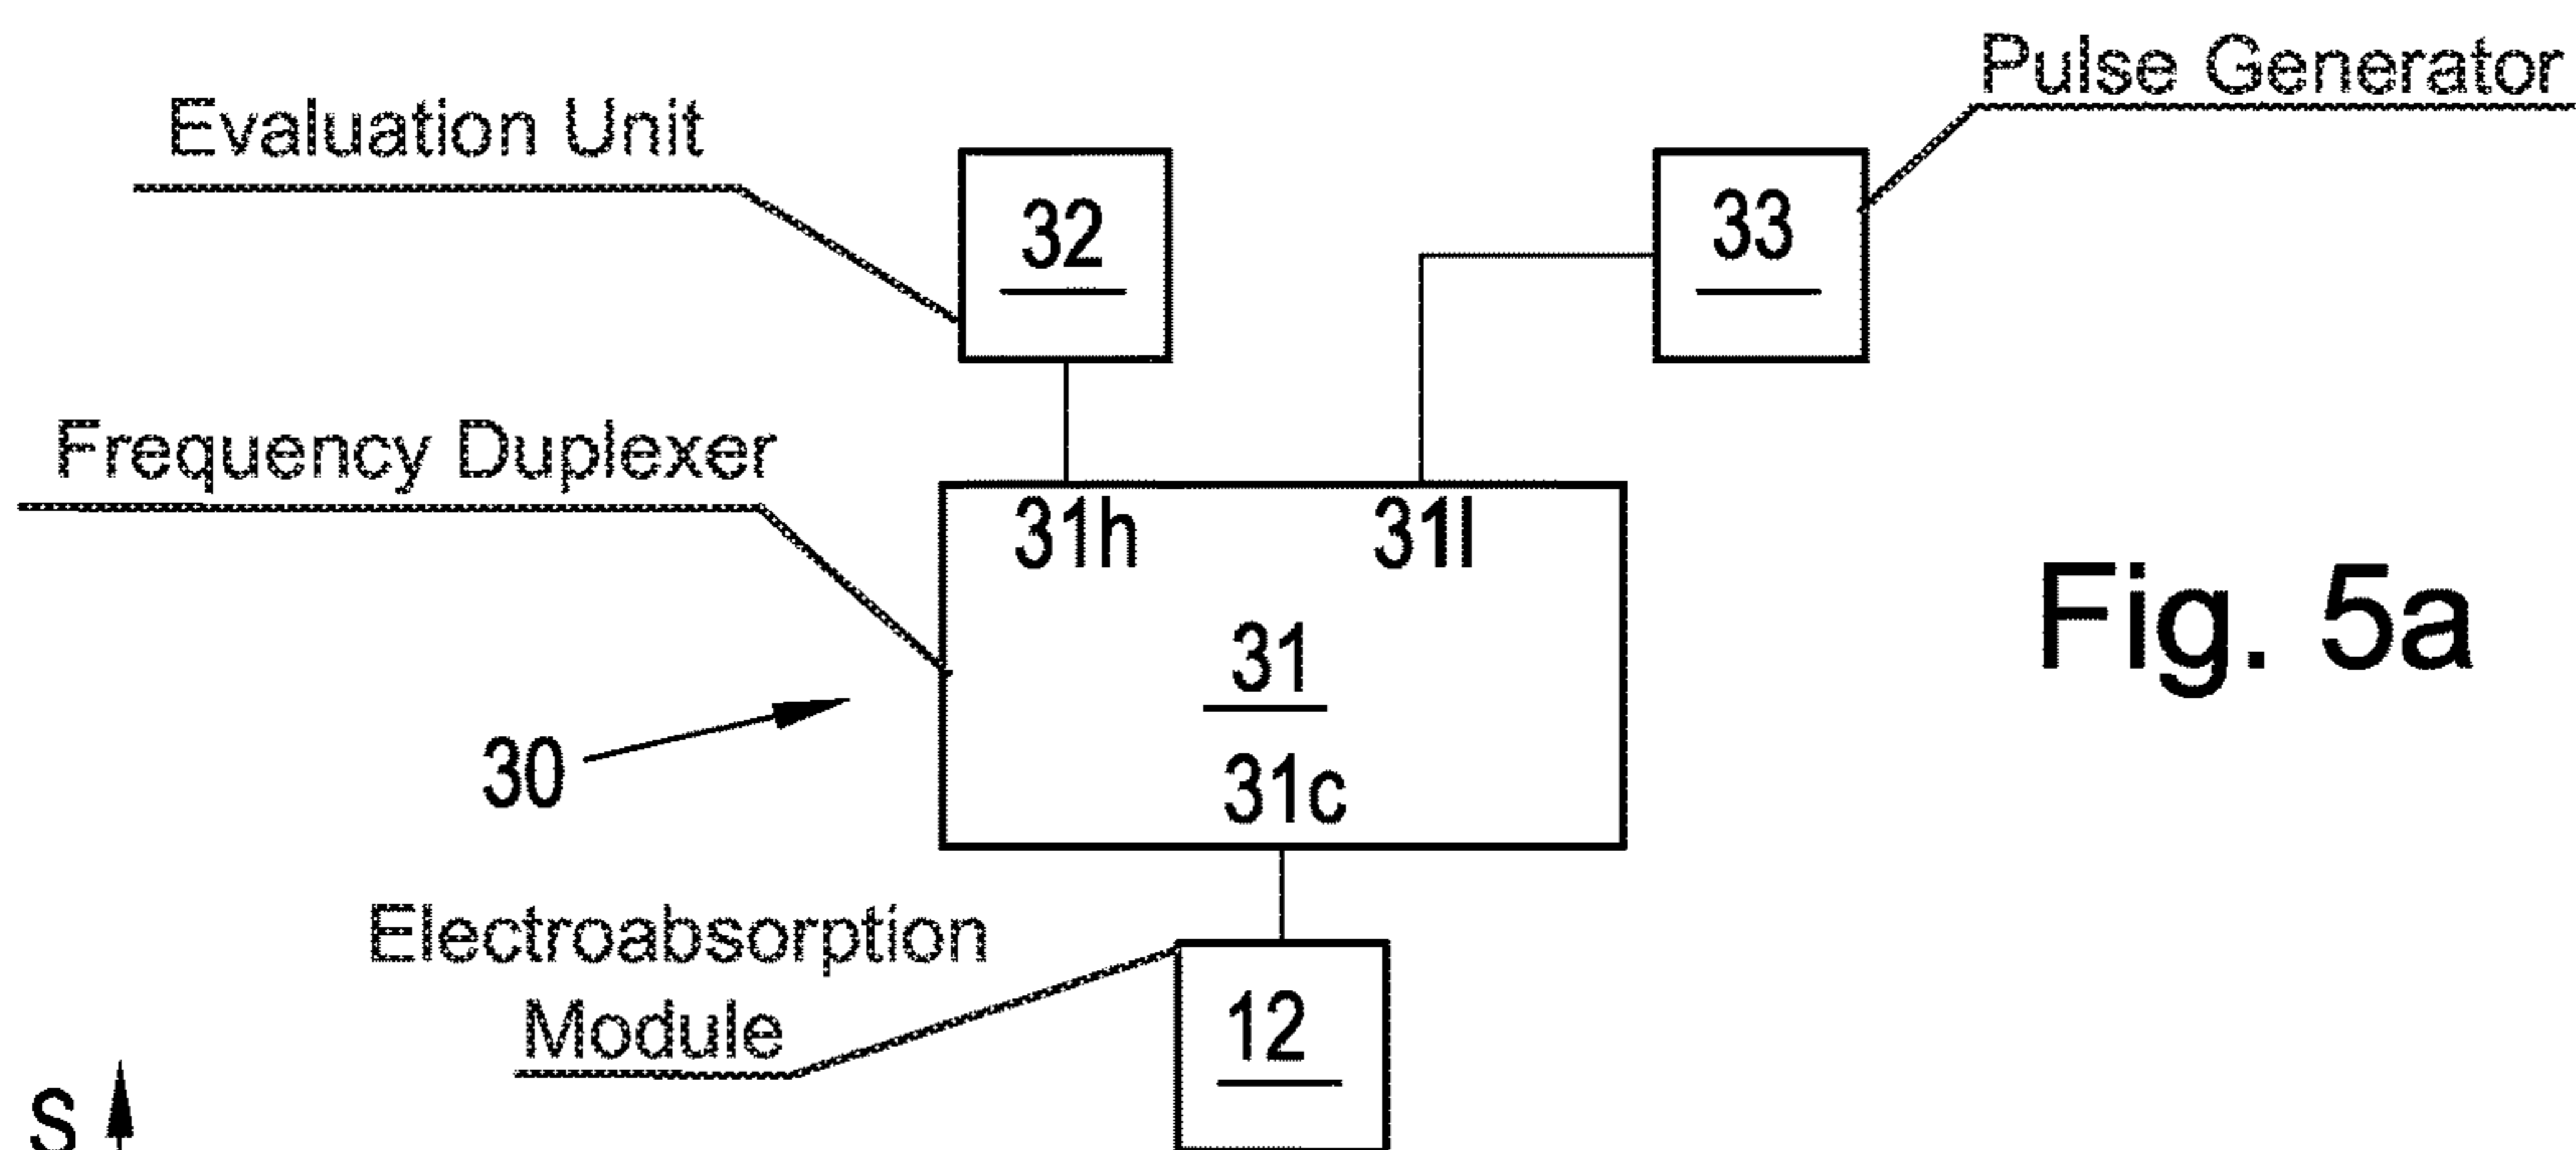 Pulse Generator
Evaluation Unit
32
33
Frequency Duplexer
31h
31l
Fig. 5a
31
30
31c
Electroabsorption
Module
12
S